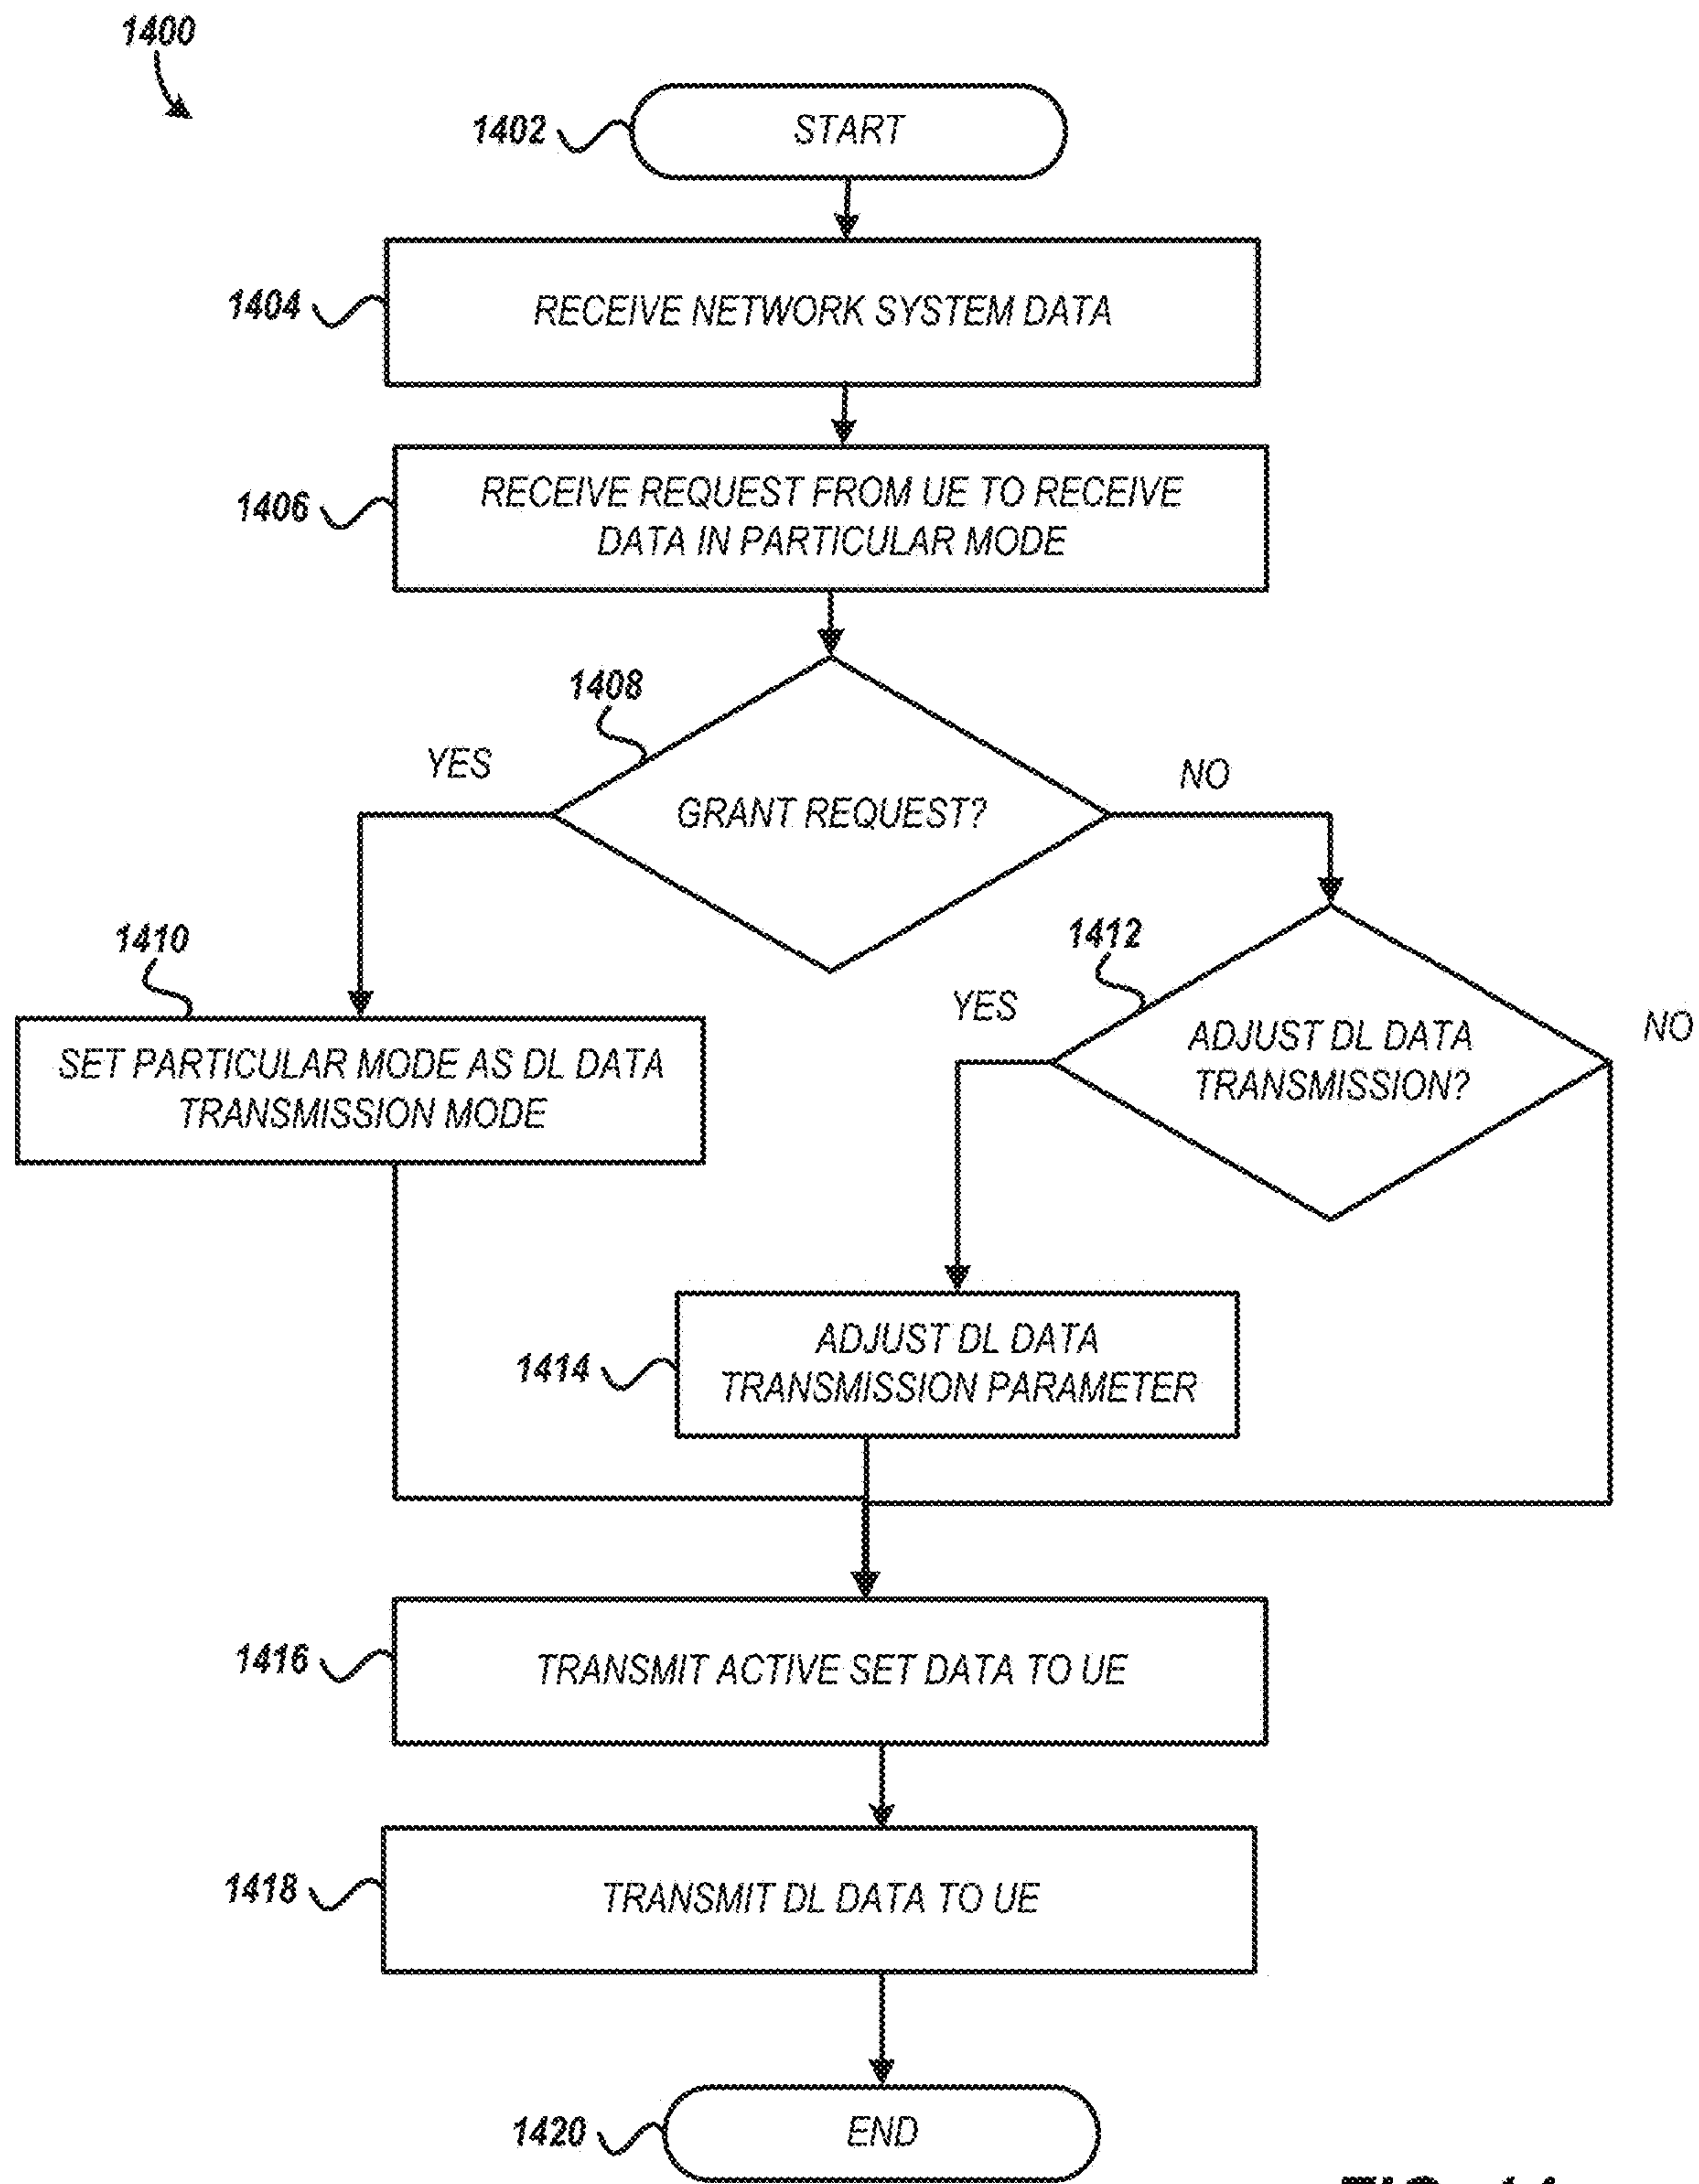 1400
1402
START
1404
RECEIVE NETWORK SYSTEM DATA
1406
RECEIVE REQUEST FROM UE TO RECEIVE
DATA IN PARTICULAR MODE
1408
YES
GRANT REQUEST?
NO
1410
SET PARTICULAR MODE AS DL DATA
TRANSMISSION MODE
1412
YES
ADJUST DL DATA
TRANSMISSION?
NO
1414
ADJUST DL DATA
TRANSMISSION PARAMETER
1416
TRANSMIT ACTIVE SET DATA TO UE
1418
TRANSMIT DL DATA TO UE
1420
END